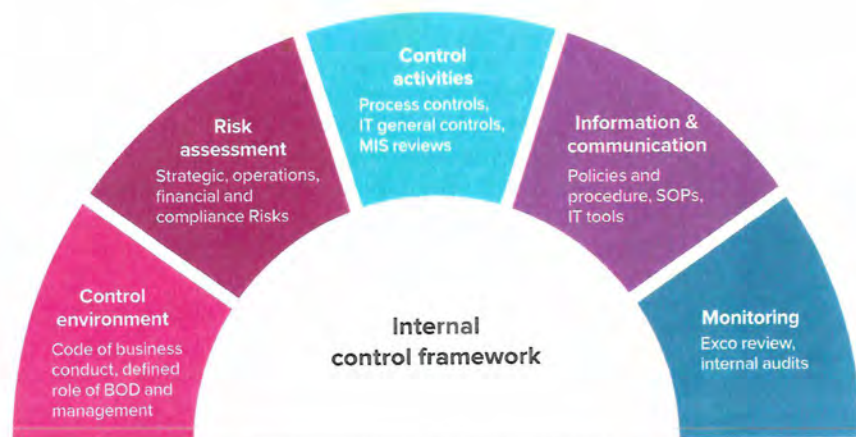 Control
activities
Process controls,
IT general controls,
MIS reviews
Risk
assessment
Strategic, operations,
financial and
compliance Risks
Information &
communication
Policies and
procedure, SOPs,
IT tools
Control
environment
Code of business
conduct, defined
role of BOD and
management
Internal
control framework
Monitoring
Exco review,
internal audits